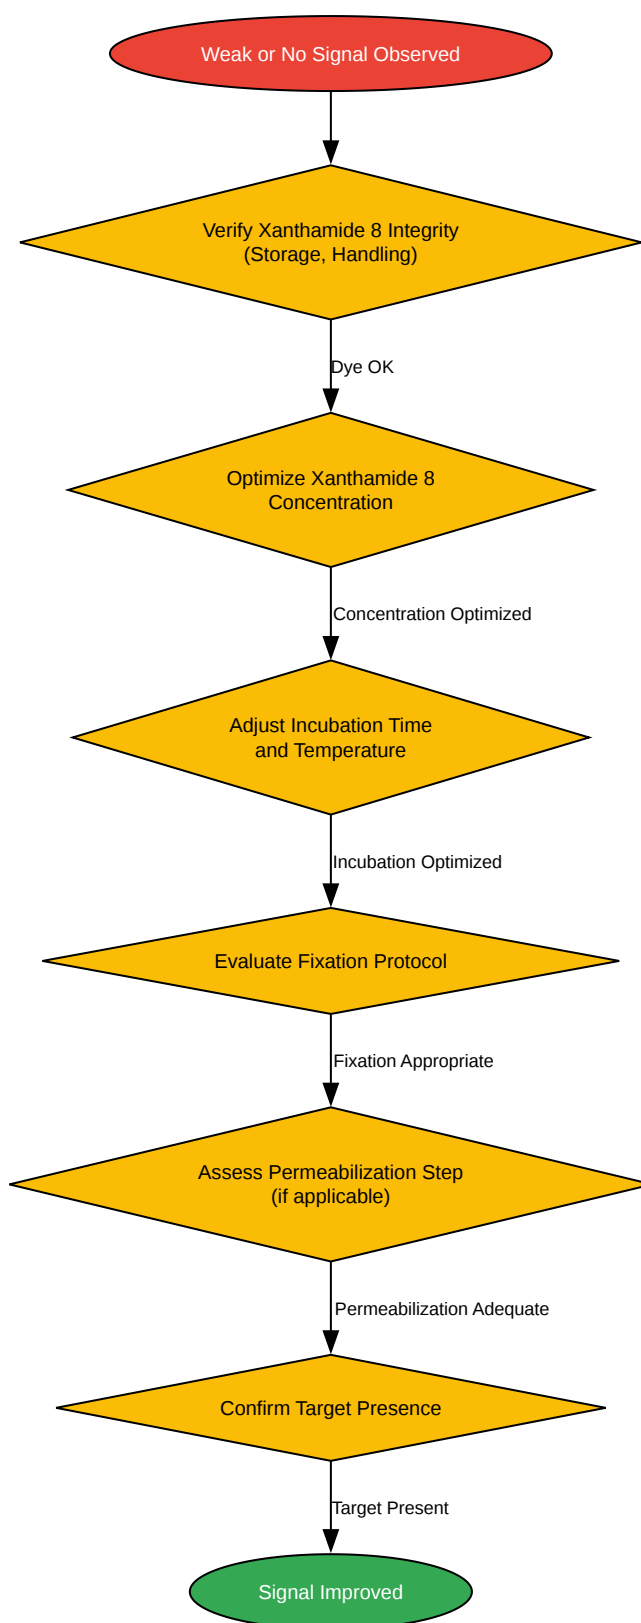 Weak or No Signal Observed
Verify Xanthamide 8 Integrity
(Storage, Handling)
Dye OK
Optimize Xanthamide 8
Concentration
Concentration Optimized
Adjust Incubation Time
and Temperature
Incubation Optimized
Evaluate Fixation Protocol
Fixation Appropriate
Assess Permeabilization Step
(if applicable)
Permeabilization Adequate
Confirm Target Presence
Target Present
Signal Improved